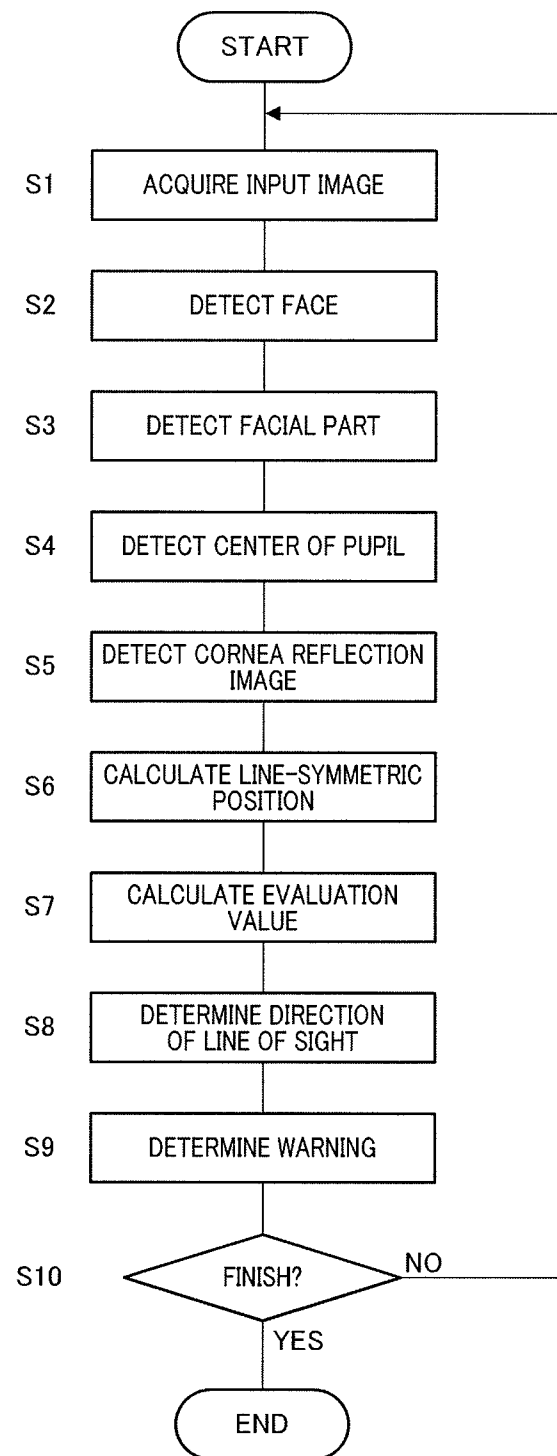 START
S1 ACQUIRE INPUT IMAGE
S2 DETECT FACE
S3 DETECT FACIAL PART
S4 DETECT CENTER OF PUPIL
S5 DETECT CORNEA REFLECTION
IMAGE
S6 CALCULATE LINE-SYMMETRIC
POSITION
S7 CALCULATE EVALUATION
VALUE
S8 DETERMINE DIRECTION
OF LINE OF SIGHT
S9 DETERMINE WARNING
S10 FINISH? NO
YES
END